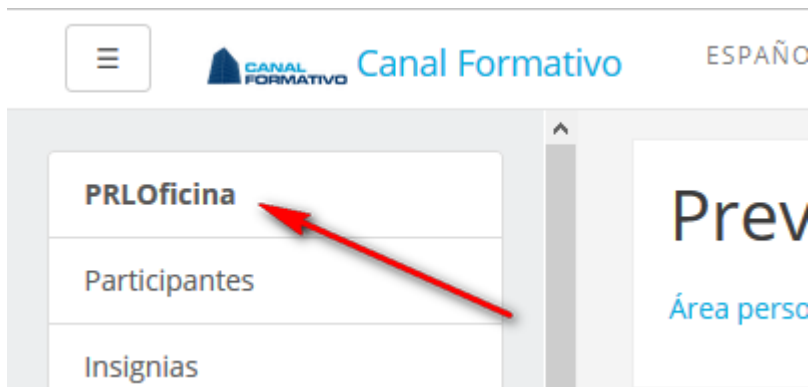 CANAL FORMATIVO Canal Formativo ESPAÑO
PRLOficina
Prev
Participantes
Área perso
Insignias